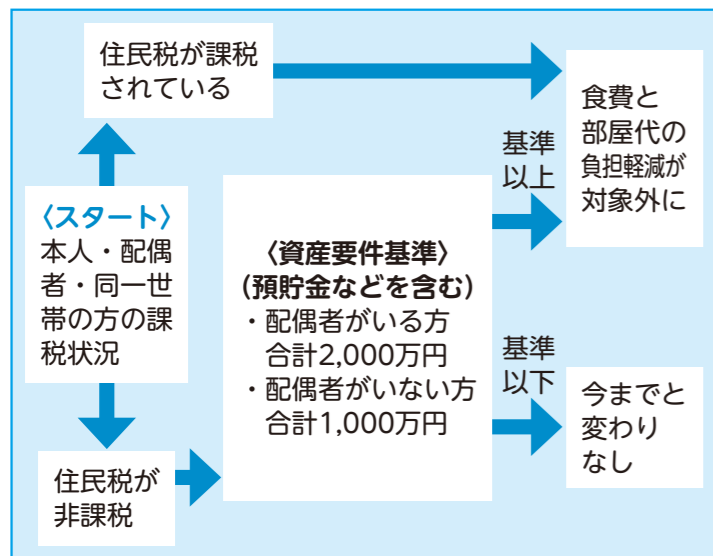 住民税が課税
されている
食費と
部屋代の
負担軽減が
対象外に
基準
以上
〈スタート〉
本人・配偶
者・同一世
帯の方の課
税状況
〈資産要件基準〉
（預貯金などを含む）
・配偶者がいる方
合計2,000万円
・配偶者がいない方
合計1,000万円
基準
以下
今までと
変わり
なし
住民税が
非課税